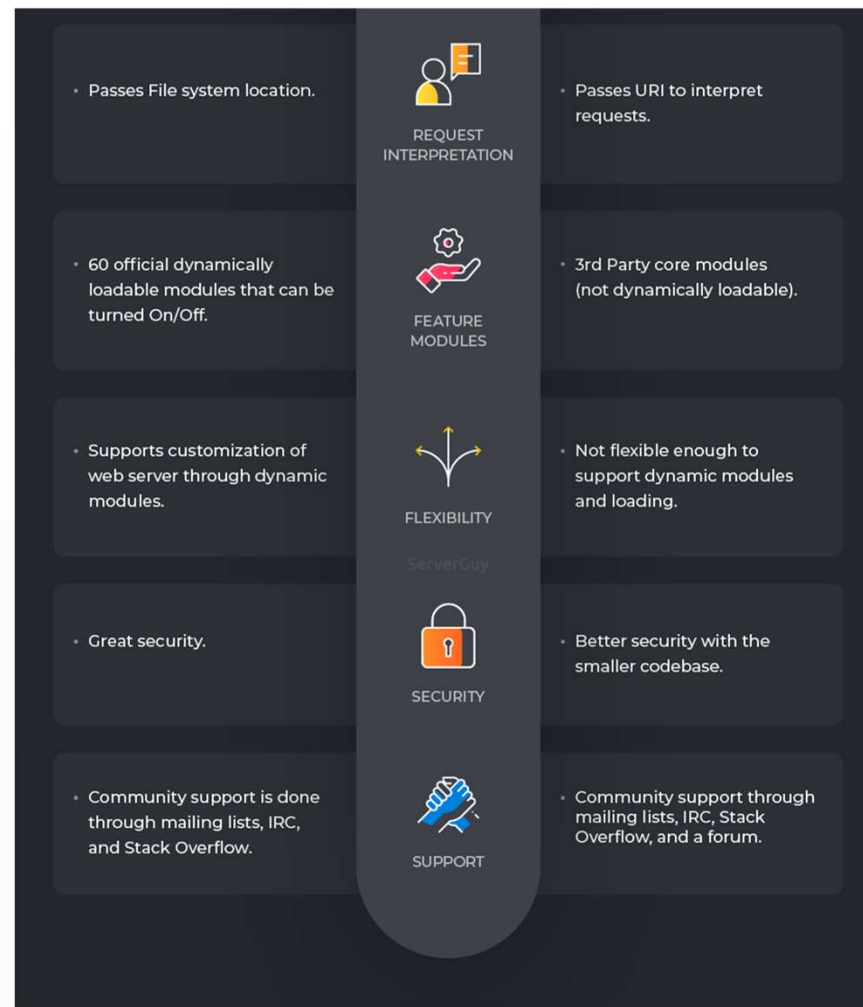 • Passes File system location.
REQUEST
INTERPRETATION
• Passes URI to interpret
requests.
• 60 official dynamically
loadable modules that can be
turned On/Off.
FEATURE
MODULES
• 3rd Party core modules
(not dynamically loadable).
• Supports customization of
web server through dynamic
modules.
FLEXIBILITY
• Not flexible enough to
support dynamic modules
and loading.
ServerGuy
• Great security.
SECURITY
• Better security with the
smaller codebase.
• Community support is done
through mailing lists, IRC,
and Stack Overflow.
SUPPORT
• Community support through
mailing lists, IRC, Stack
Overflow, and a forum.